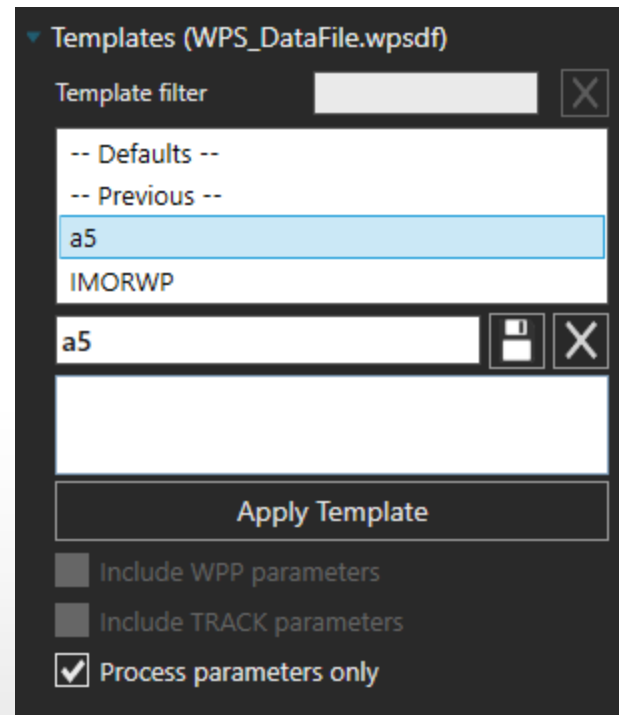 Templates (WPS_DataFile.wpsdf)
Template filter
-- Defaults --
-- Previous --
a5
IMORWP
a5
Apply Template
Include WPP parameters
Include TRACK parameters
Process parameters only